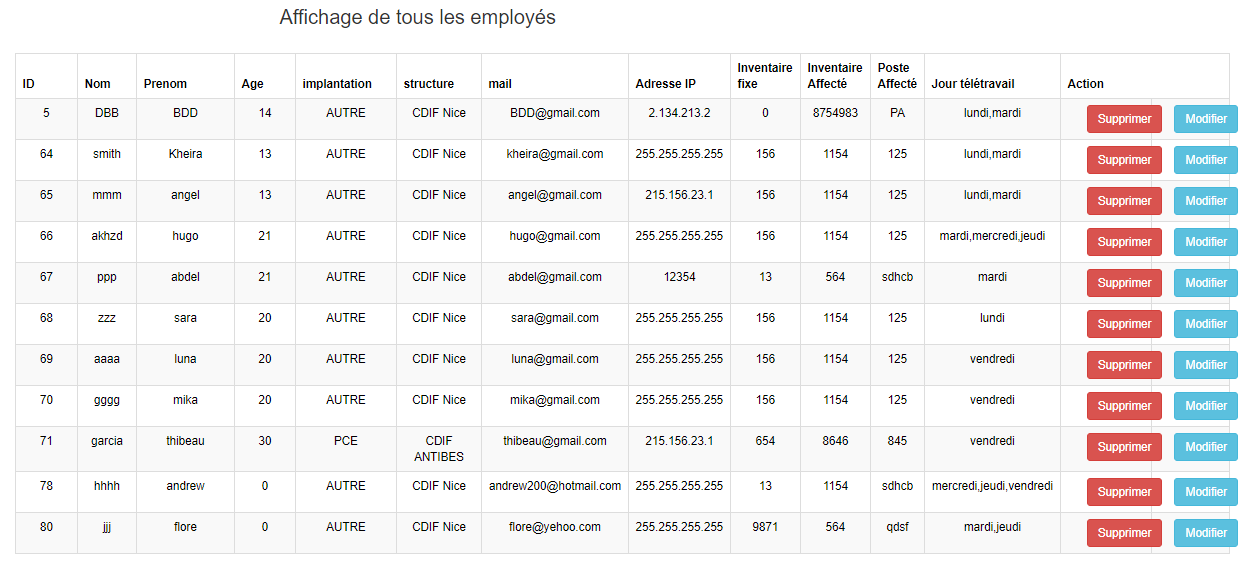 Affichage de tous les employés
ID Nom Prenom Age implantation structure mail Adresse IP Inventaire fixe Inventaire Affecté Poste Affecté Jour télétravail Action
5 DBB BDD 14 AUTRE CDIF Nice BDD@gmail.com 2.134.213.2 0 8754983 PA lundi,mardi Supprimer Modifier
64 smith Kheira 13 AUTRE CDIF Nice kheira@gmail.com 255.255.255.255 156 1154 125 lundi,mardi Supprimer Modifier
65 mmm angel 13 AUTRE CDIF Nice angel@gmail.com 215.156.23.1 156 1154 125 lundi,mardi Supprimer Modifier
66 akhzd hugo 21 AUTRE CDIF Nice hugo@gmail.com 255.255.255.255 156 1154 125 mardi,mercredi,jeudi Supprimer Modifier
67 ppp abdel 21 AUTRE CDIF Nice abdel@gmail.com 12354 13 564 sdhcb mardi Supprimer Modifier
68 zzz sara 20 AUTRE CDIF Nice sara@gmail.com 255.255.255.255 156 1154 125 lundi Supprimer Modifier
69 aaaa luna 20 AUTRE CDIF Nice luna@gmail.com 255.255.255.255 156 1154 125 vendredi Supprimer Modifier
70 gggg mika 20 AUTRE CDIF Nice mika@gmail.com 255.255.255.255 156 1154 125 vendredi Supprimer Modifier
71 garcia thibeau 30 PCE CDIF ANTIBES thibeau@gmail.com 215.156.23.1 654 8646 845 vendredi Supprimer Modifier
78 hhhh andrew 0 AUTRE CDIF Nice andrew200@hotmail.com 255.255.255.255 13 1154 sdhcb mercredi,jeudi,vendredi Supprimer Modifier
80 jjj flore 0 AUTRE CDIF Nice flore@yehoo.com 255.255.255.255 9871 564 qdsf mardi,jeudi Supprimer Modifier